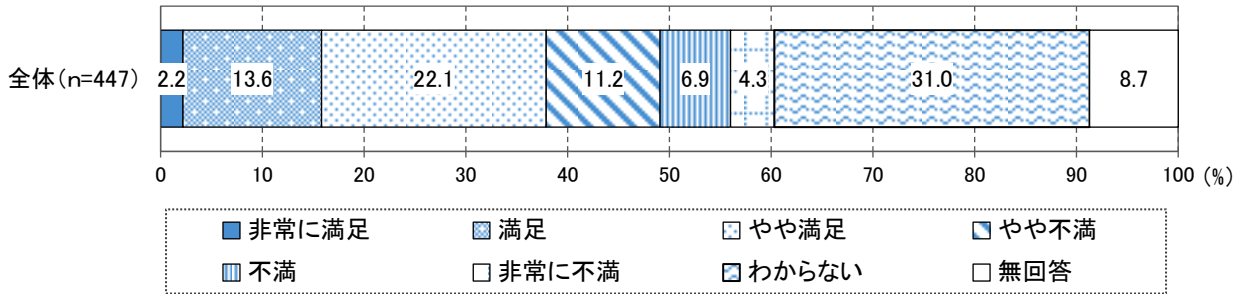 全体(n=447) 2.2 13.6 22.1 11.2 6.9 4.3 31.0 8.7
0 10 20 30 40 50 60 70 80 90 100 (%)
非常に満足 満足 やや満足 やや不満
不満 非常に不満 わからない 無回答